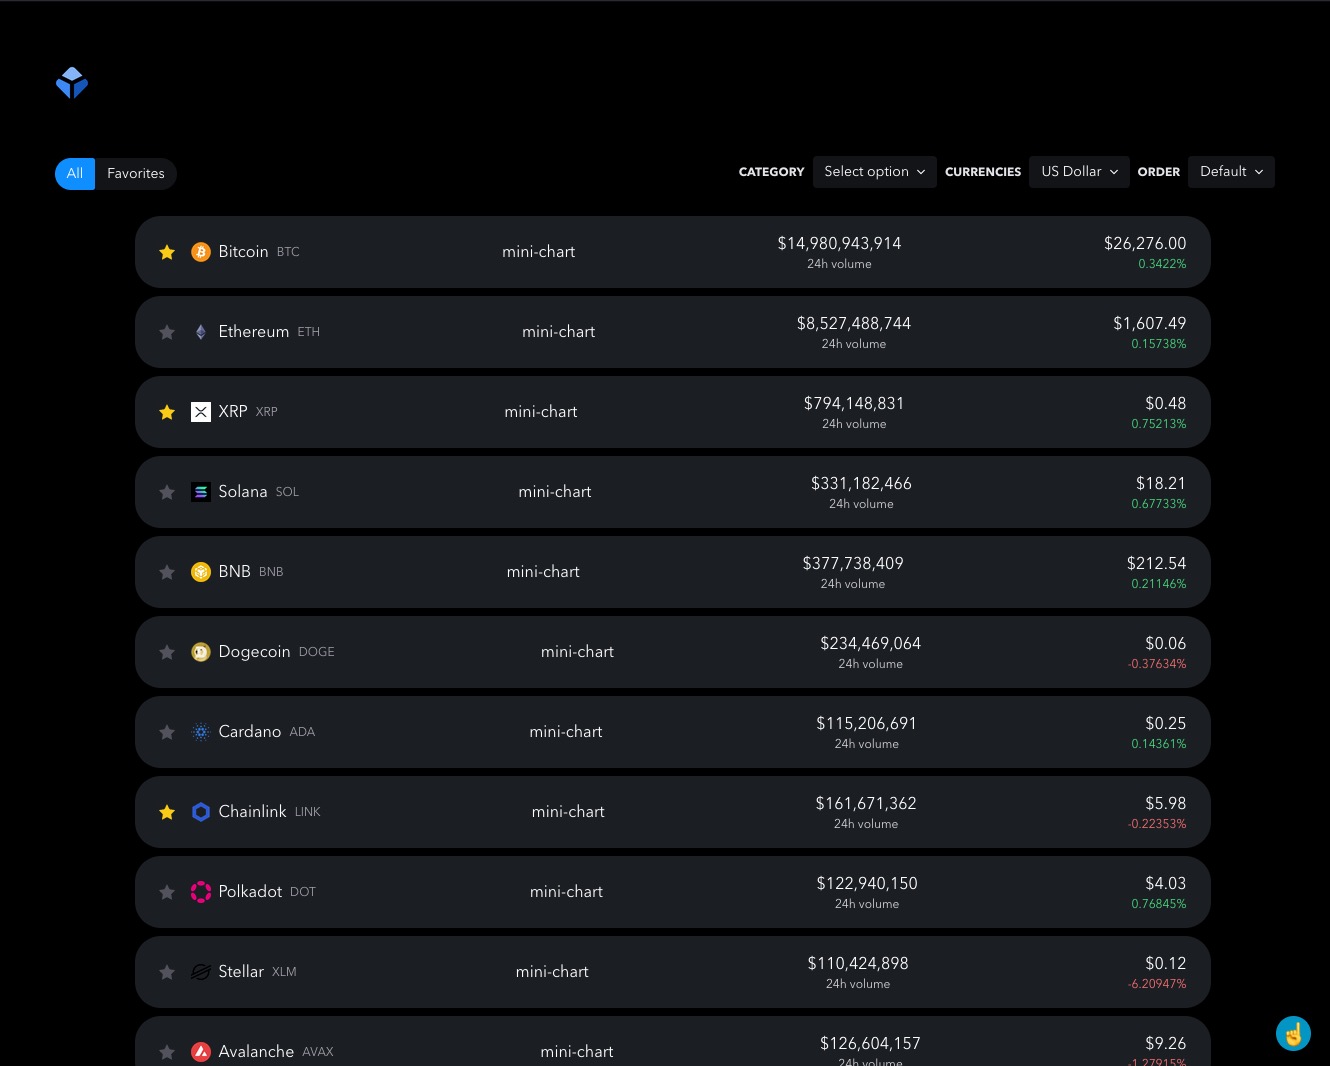 All Favorites CATEGORY Select option CURRENCIES US Dollar ORDER Default
Bitcoin BTC mini-chart $14,980,943,914 $26,276.00
24h volume 0.3422%
Ethereum ETH mini-chart $8,527,488,744 $1,607.49
24h volume 0.15738%
XRP XRP mini-chart $794,148,831 $0.48
24h volume 0.75213%
Solana SOL mini-chart $331,182,466 $18.21
24h volume 0.67733%
BNB BNB mini-chart $377,738,409 $212.54
24h volume 0.21146%
Dogecoin DOGE mini-chart $234,469,064 $0.06
24h volume -0.37634%
Cardano ADA mini-chart $115,206,691 $0.25
24h volume 0.14361%
Chainlink LINK mini-chart $161,671,362 $5.98
24h volume -0.22353%
Polkadot DOT mini-chart $122,940,150 $4.03
24h volume 0.76845%
Stellar XLM mini-chart $110,424,898 $0.12
24h volume -6.20947%
Avalanche AVAX mini-chart $126,604,157 $9.26
24h volume -1.27915%